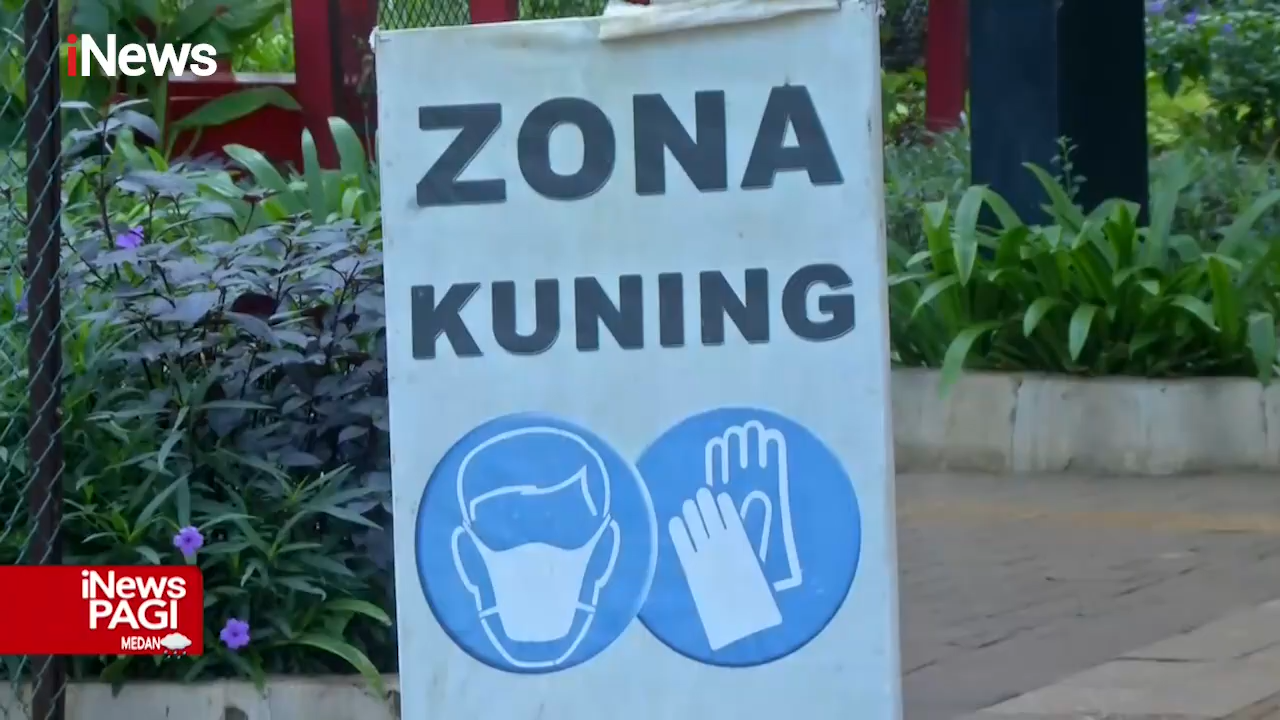 iNews
ZONA
KUNING
iNews
PAGI
MEDAN